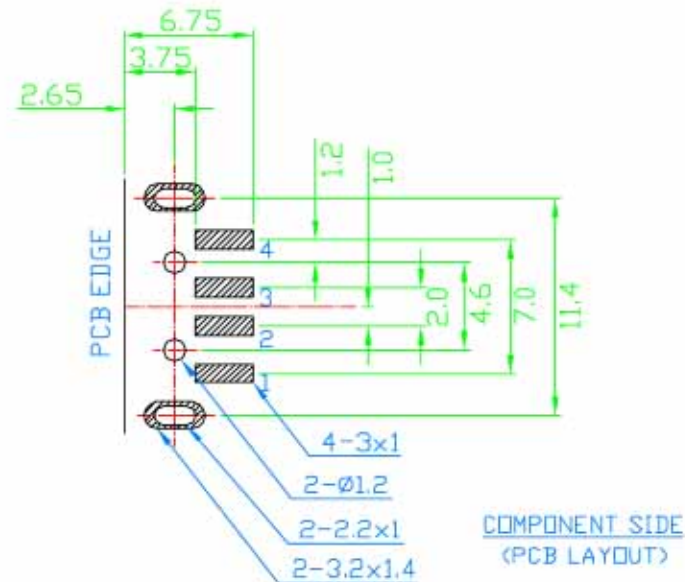 6.75
3.75
2.65
1.2
1.0
PCB EDGE
4
3
2
1
2.0
4.6
7.0
11.4
4-3x1
2-Ø1.2
2-2.2x1
2-3.2x1.4
COMPONENT SIDE
(PCB LAYOUT)